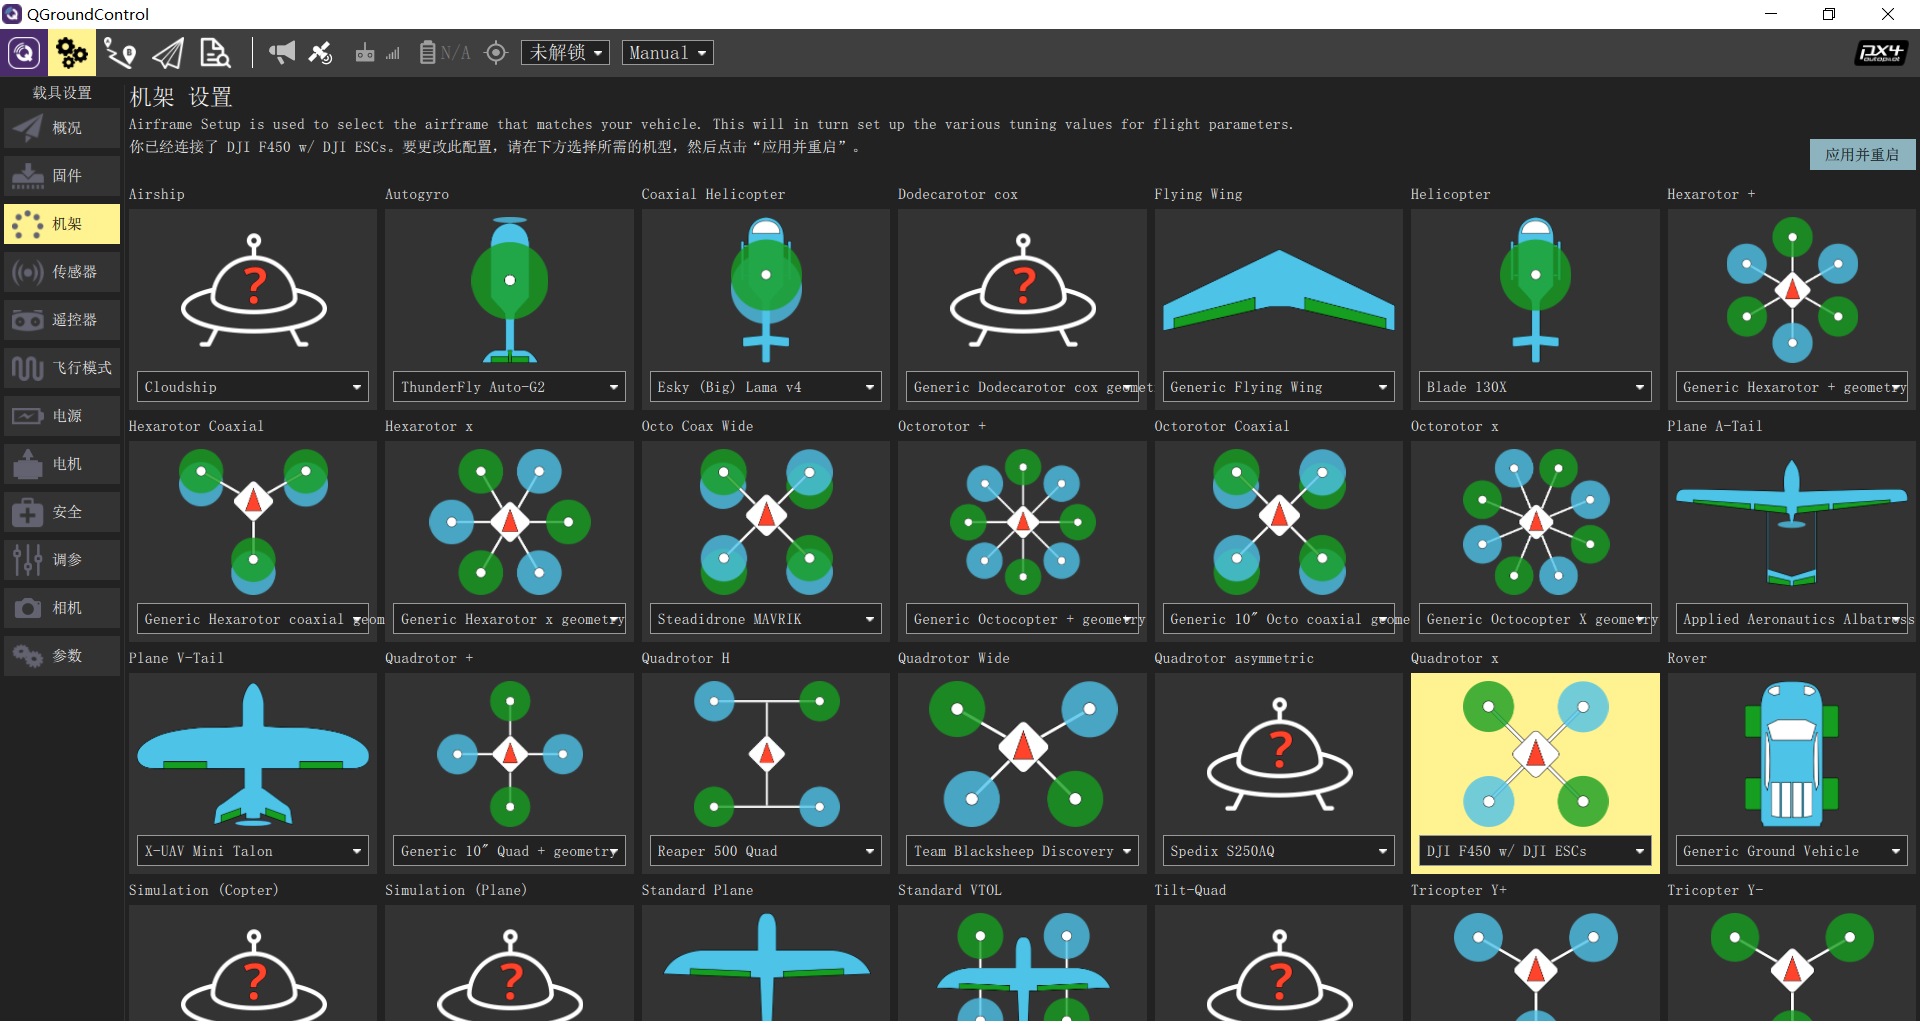 QGroundControl
N/A
未解锁
Manual
px4
autopilot
载具设置
概况
固件
机架
传感器
遥控器
飞行模式
电源
电机
安全
调参
相机
参数
机架 设置
Airframe Setup is used to select the airframe that matches your vehicle. This will in turn set up the various tuning values for flight parameters.
你已经连接了 DJI F450 w/ DJI ESCs。要更改此配置，请在下方选择所需的机型，然后点击“应用并重启”。
应用并重启
Airship
Autogyro
Coaxial Helicopter
Dodecarotor cox
Flying Wing
Helicopter
Hexarotor +
?
?
Cloudship
ThunderFly Auto-G2
Esky (Big) Lama v4
Generic Dodecarotor cox geomet
Generic Flying Wing
Blade 130X
Generic Hexarotor + geometry
Hexarotor Coaxial
Hexarotor x
Octo Coax Wide
Octorotor +
Octorotor Coaxial
Octorotor x
Plane A-Tail
Generic Hexarotor coaxial geom
Generic Hexarotor x geometry
Steadidrone MAVRIK
Generic Octocopter + geometry
Generic 10" Octo coaxial geome
Generic Octocopter X geometry
Applied Aeronautics Albatross
Plane V-Tail
Quadrotor +
Quadrotor H
Quadrotor Wide
Quadrotor asymmetric
Quadrotor x
Rover
?
X-UAV Mini Talon
Generic 10" Quad + geometry
Reaper 500 Quad
Team Blacksheep Discovery
Spedix S250AQ
DJI F450 w/ DJI ESCs
Generic Ground Vehicle
Simulation (Copter)
Simulation (Plane)
Standard Plane
Standard VTOL
Tilt-Quad
Tricopter Y+
Tricopter Y-
?
?
?